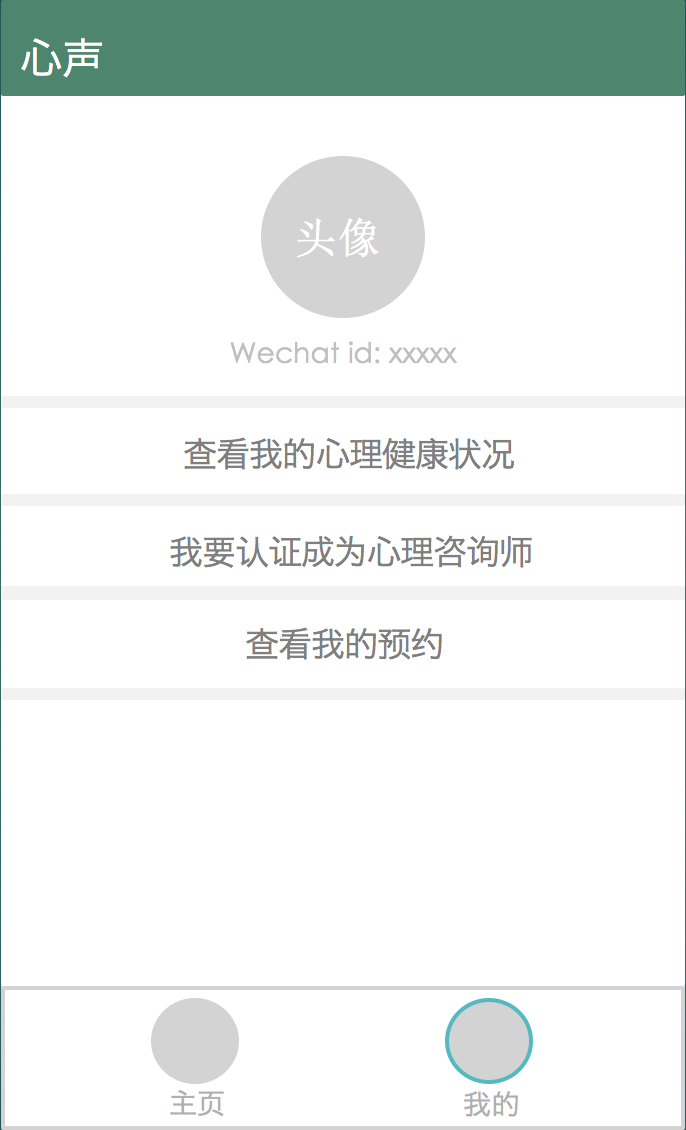 心声
头像
Wechat id: xxxxx
查看我的心理健康状况
我要认证成为心理咨询师
查看我的预约
主页
我的